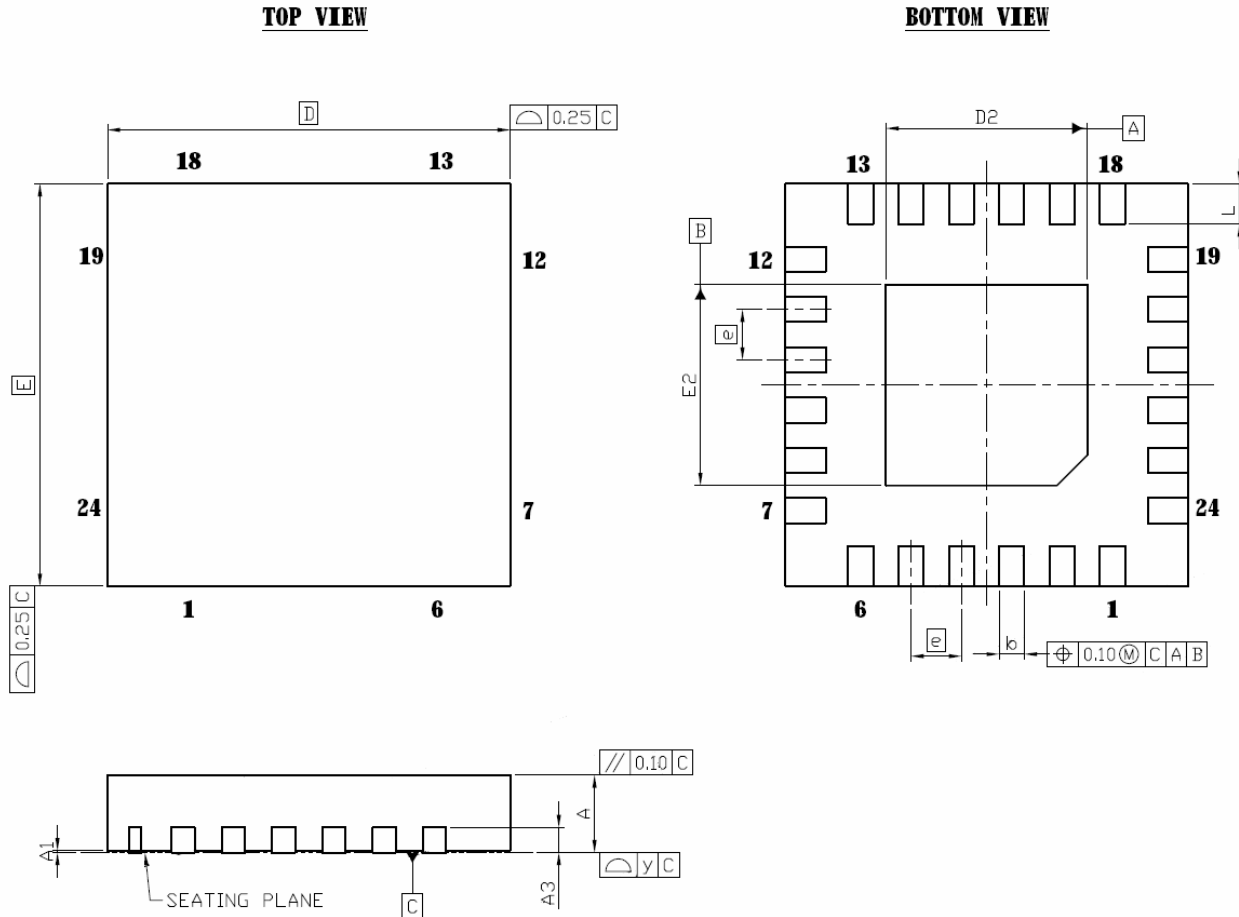 TOP VIEW
BOTTOM VIEW
D
0.25 C
18 13
19
12
E
24
7
1 6
0.25 C
D2
A
13 18
L
B
12
19
e
E2
7
24
6 1
e
b
0.10 M C A B
// 0.10 C
A
A1
A3
y C
SEATING PLANE
C